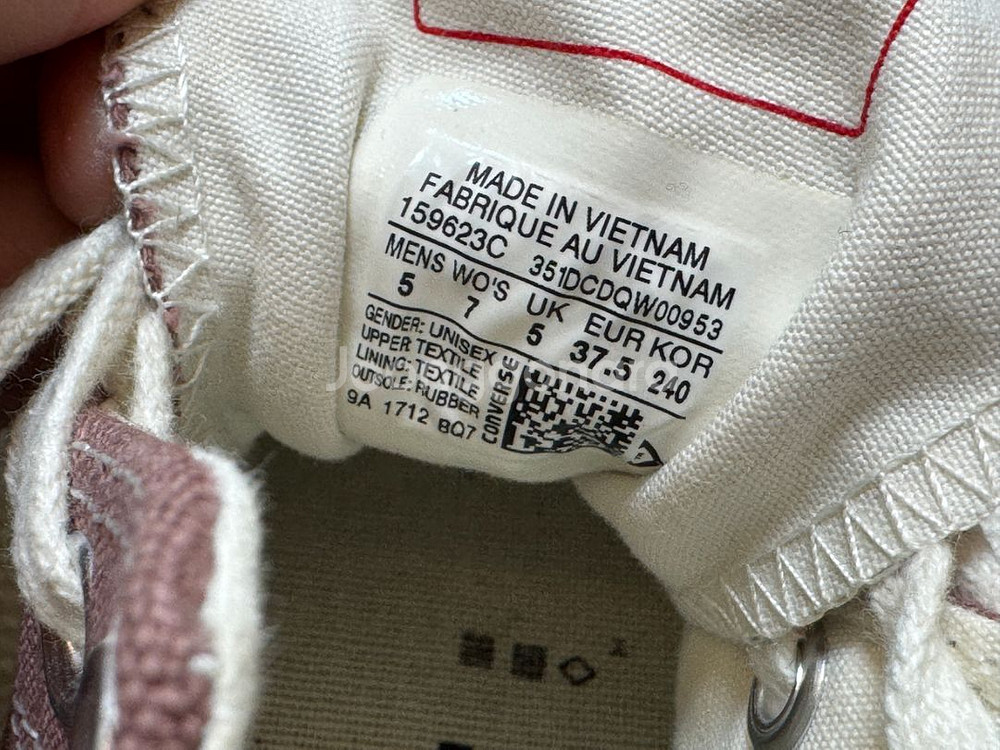 MADE IN VIETNAM
FABRIQUE AU VIETNAM
159623C 351DCDQW00953
MENS WO'S UK EUR KOR
5 7 5 37.5 240
GENDER: UNISEX
UPPER: TEXTILE
LINING: TEXTILE
OUTSOLE: RUBBER
9A 1712 BQ7
CONVERSE